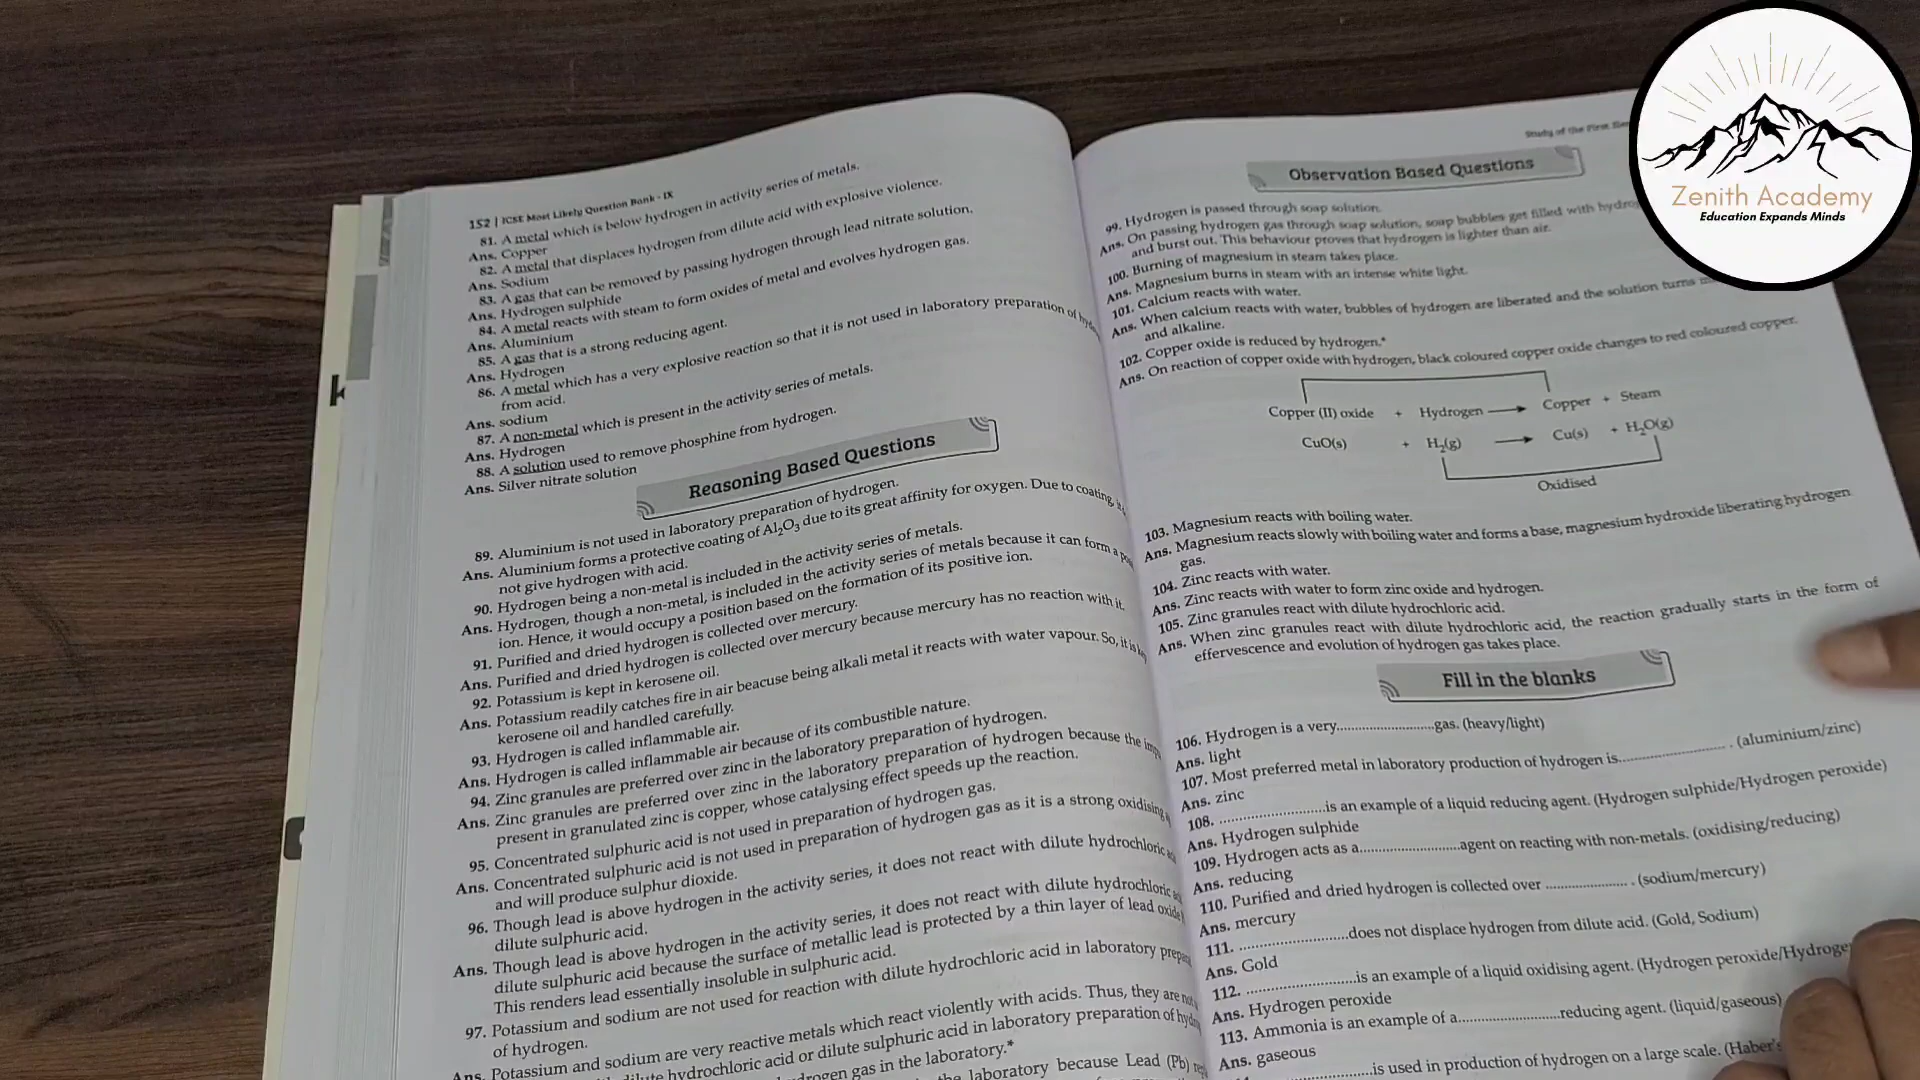 152 | ICSE Most Likely Question Bank - IX
81. A metal which is below hydrogen in activity series of metals.
Ans. Copper
82. A metal that displaces hydrogen from dilute acid with explosive violence.
Ans. Sodium
83. A gas that can be removed by passing hydrogen through lead nitrate solution.
Ans. Hydrogen sulphide
84. A metal reacts with steam to form oxides of metal and evolves hydrogen gas.
Ans. Aluminium
85. A gas that is a strong reducing agent.
Ans. Hydrogen
86. A metal which has a very explosive reaction so that it is not used in laboratory preparation of
from acid.
Ans. sodium
87. A non-metal which is present in the activity series of metals.
Ans. Hydrogen
88. A solution used to remove phosphine from hydrogen.
Ans. Silver nitrate solution
Reasoning Based Questions
89. Aluminium is not used in laboratory preparation of hydrogen.
Ans. Aluminium forms a protective coating of Al2O3 due to its great affinity for oxygen. Due to coating,
not give hydrogen with acid.
90. Hydrogen being a non-metal is included in the activity series of metals.
Ans. Hydrogen, though a non-metal, is included in the activity series of metals because it can form a
ion. Hence, it would occupy a position based on the formation of its positive ion.
91. Purified and dried hydrogen is collected over mercury.
Ans. Purified and dried hydrogen is collected over mercury because mercury has no reaction with it.
92. Potassium is kept in kerosene oil.
Ans. Potassium readily catches fire in air beacuse being alkali metal it reacts with water vapour. So, it is
kerosene oil and handled carefully.
93. Hydrogen is called inflammable air.
Ans. Hydrogen is called inflammable air because of its combustible nature.
94. Zinc granules are preferred over zinc in the laboratory preparation of hydrogen.
Ans. Zinc granules are preferred over zinc in the laboratory preparation of hydrogen because the
present in granulated zinc is copper, whose catalysing effect speeds up the reaction.
95. Concentrated sulphuric acid is not used in preparation of hydrogen gas.
Ans. Concentrated sulphuric acid is not used in preparation of hydrogen gas as it is a strong oxidising
and will produce sulphur dioxide.
96. Though lead is above hydrogen in the activity series, it does not react with dilute hydrochloric
dilute sulphuric acid.
Ans. Though lead is above hydrogen in the activity series, it does not react with dilute hydrochloric
dilute sulphuric acid because the surface of metallic lead is protected by a thin layer of lead oxide
This renders lead essentially insoluble in sulphuric acid.
97. Potassium and sodium are not used for reaction with dilute hydrochloric acid in laboratory
of hydrogen.
Ans. Potassium and sodium are very reactive metals which react violently with acids. Thus, they are
hydrochloric acid or dilute sulphuric acid in laboratory preparation of
gas in the laboratory.*
laboratory because Lead (Pb)
Study of the First
Observation Based Questions
99. Hydrogen is passed through soap solution.
Ans. On passing hydrogen gas through soap solution, soap bubbles get filled with
and burst out. This behaviour proves that hydrogen is lighter than air.
100. Burning of magnesium in steam takes place.
Ans. Magnesium burns in steam with an intense white light.
101. Calcium reacts with water.
Ans. When calcium reacts with water, bubbles of hydrogen are liberated and the solution turns
and alkaline.
102. Copper oxide is reduced by hydrogen.*
Ans. On reaction of copper oxide with hydrogen, black coloured copper oxide changes to red coloured copper.
Copper (II) oxide + Hydrogen → Copper + Steam
CuO(s) + H2(g) → Cu(s) + H2O(g)
Oxidised
103. Magnesium reacts with boiling water.
Ans. Magnesium reacts slowly with boiling water and forms a base, magnesium hydroxide liberating hydrogen
gas.
104. Zinc reacts with water.
Ans. Zinc reacts with water to form zinc oxide and hydrogen.
105. Zinc granules react with dilute hydrochloric acid.
Ans. When zinc granules react with dilute hydrochloric acid, the reaction gradually starts in the form of
effervescence and evolution of hydrogen gas takes place.
Fill in the blanks
106. Hydrogen is a very..........................gas. (heavy/light)
Ans. light
107. Most preferred metal in laboratory production of hydrogen is.......................... . (aluminium/zinc)
Ans. zinc
108. ..........................is an example of a liquid reducing agent. (Hydrogen sulphide/Hydrogen peroxide)
Ans. Hydrogen sulphide
109. Hydrogen acts as a..........................agent on reacting with non-metals. (oxidising/reducing)
Ans. reducing
110. Purified and dried hydrogen is collected over ...................... . (sodium/mercury)
Ans. mercury
111. ..........................does not displace hydrogen from dilute acid. (Gold, Sodium)
Ans. Gold
112. ..........................is an example of a liquid oxidising agent. (Hydrogen peroxide/
Ans. Hydrogen peroxide
113. Ammonia is an example of a..........................reducing agent. (liquid/gaseous)
Ans. gaseous
..........................is used in production of hydrogen on a large scale. (Haber's
Zenith Academy
Education Expands Minds